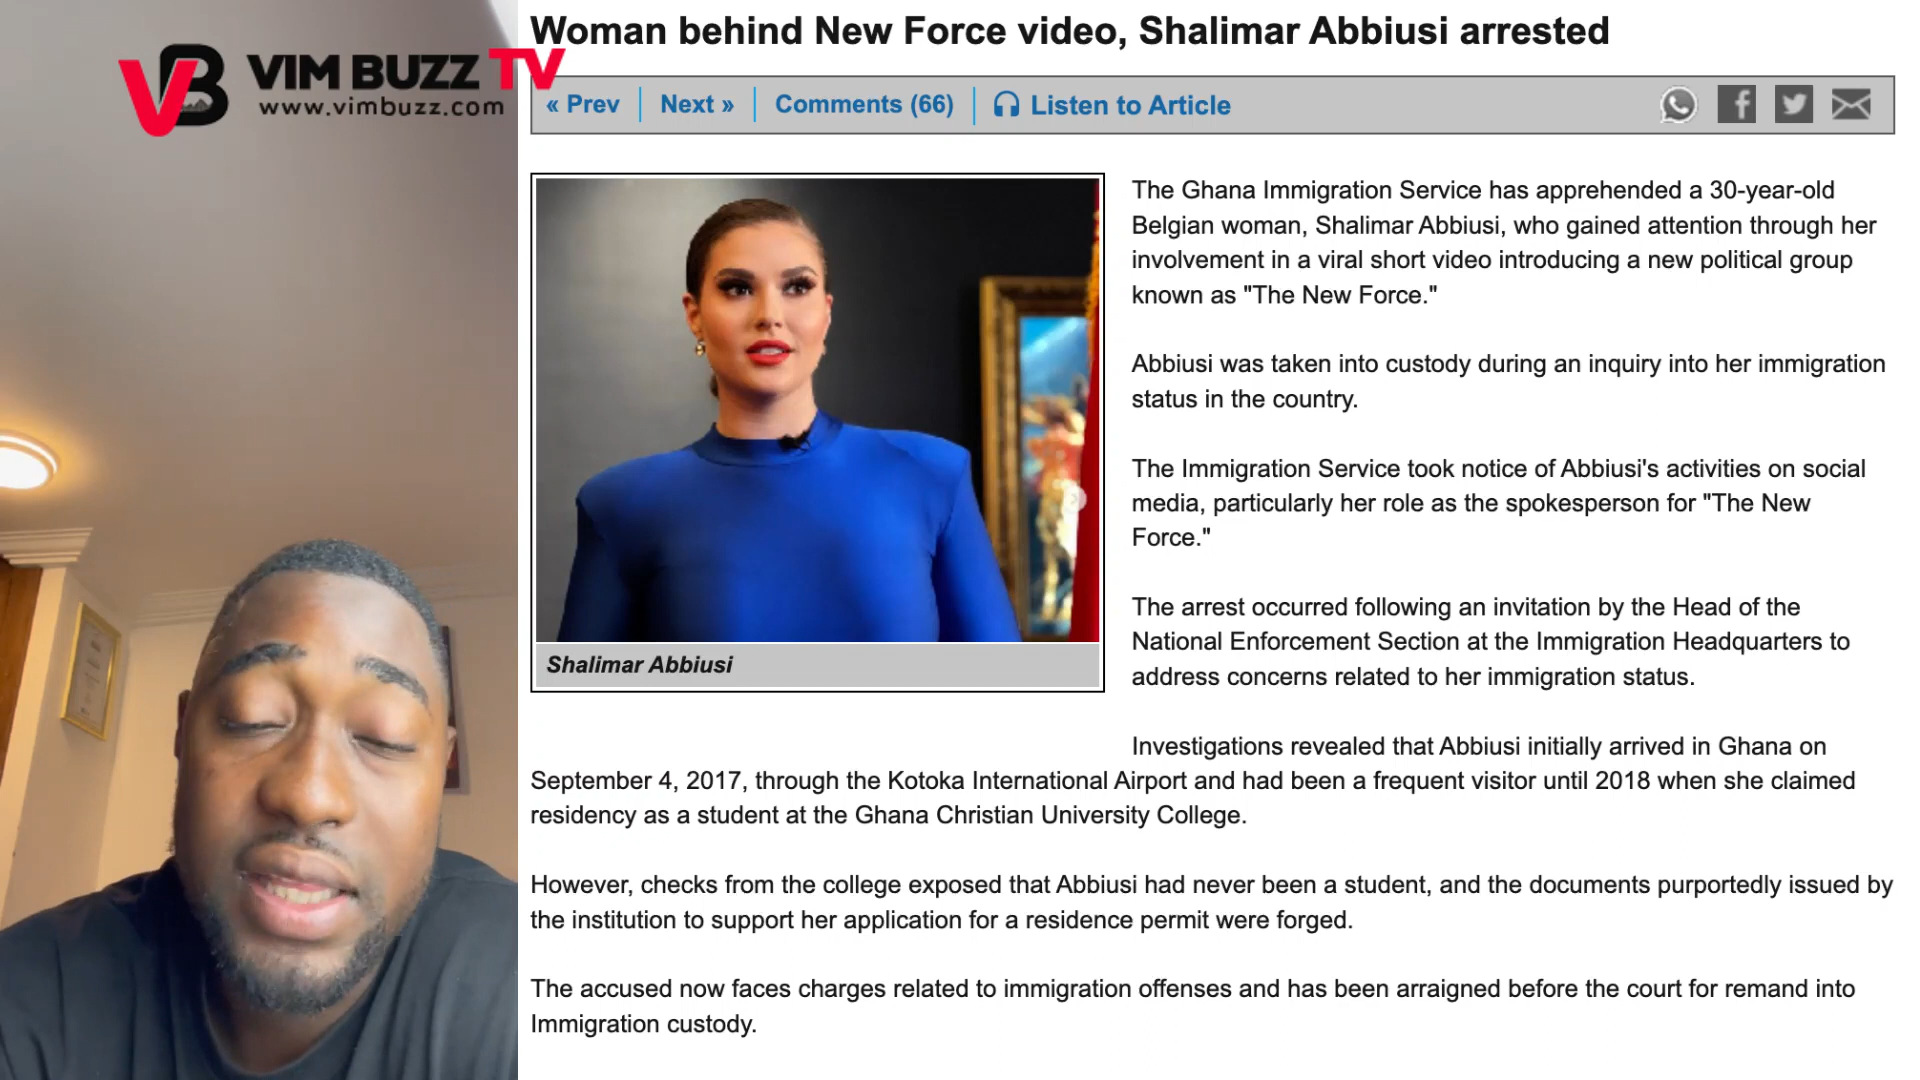 Woman behind New Force video, Shalimar Abbiusi arrested
VB VIM BUZZ TV
www.vimbuzz.com
« Prev Next » Comments (66) Listen to Article
The Ghana Immigration Service has apprehended a 30-year-old
Belgian woman, Shalimar Abbiusi, who gained attention through her
involvement in a viral short video introducing a new political group
known as "The New Force."
Abbiusi was taken into custody during an inquiry into her immigration
status in the country.
The Immigration Service took notice of Abbiusi's activities on social
media, particularly her role as the spokesperson for "The New
Force."
The arrest occurred following an invitation by the Head of the
National Enforcement Section at the Immigration Headquarters to
address concerns related to her immigration status.
Shalimar Abbiusi
Investigations revealed that Abbiusi initially arrived in Ghana on
September 4, 2017, through the Kotoka International Airport and had been a frequent visitor until 2018 when she claimed
residency as a student at the Ghana Christian University College.
However, checks from the college exposed that Abbiusi had never been a student, and the documents purportedly issued by
the institution to support her application for a residence permit were forged.
The accused now faces charges related to immigration offenses and has been arraigned before the court for remand into
Immigration custody.